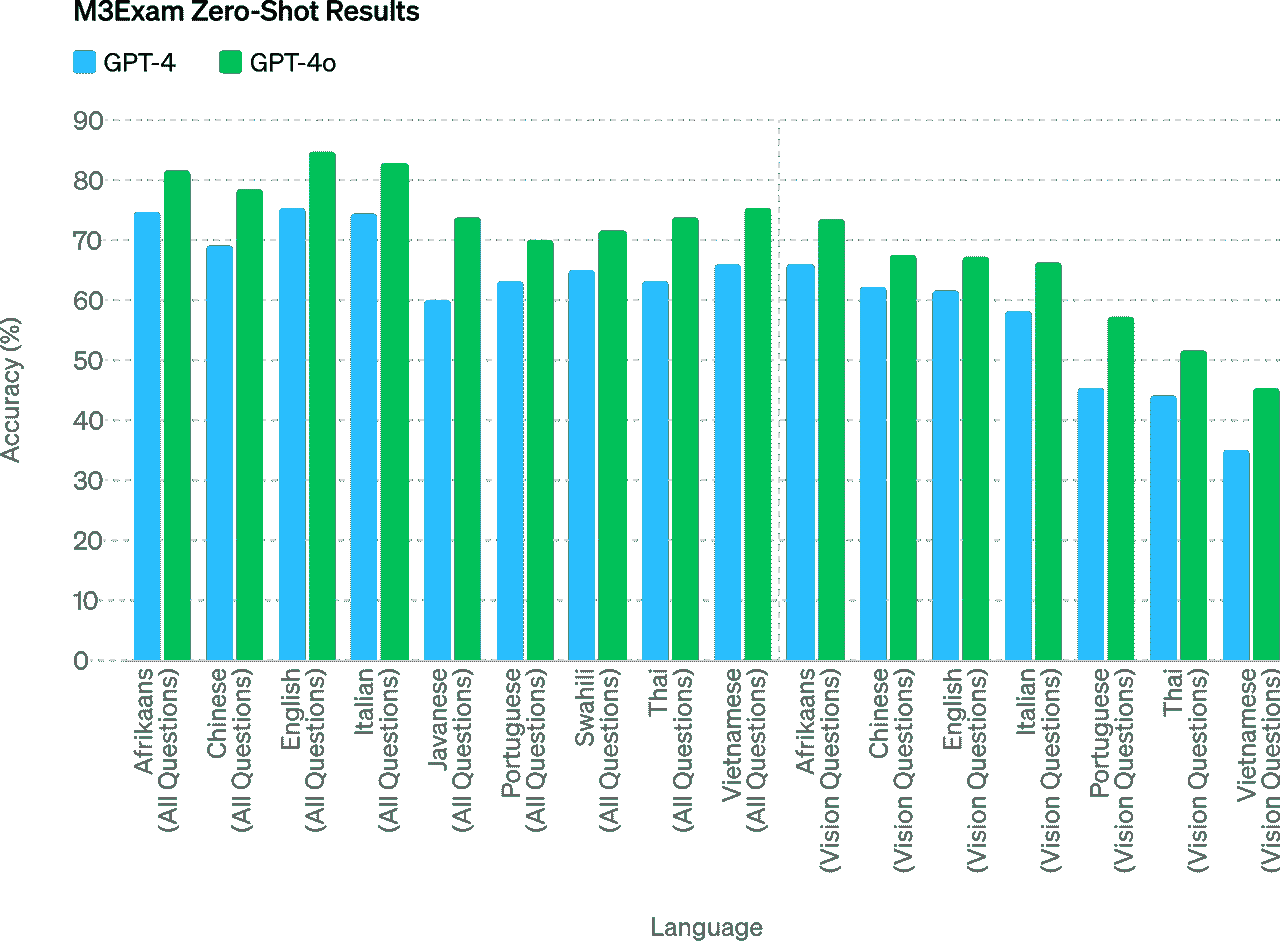 M3Exam Zero-Shot Results
GPT-4
GPT-4o
Accuracy (%)
90
80
70
60
50
40
30
20
10
0
Afrikaans
(All Questions)
Chinese
(All Questions)
English
(All Questions)
Italian
(All Questions)
Javanese
(All Questions)
Portuguese
(All Questions)
Swahili
(All Questions)
Thai
(All Questions)
Vietnamese
(All Questions)
Afrikaans
(Vision Questions)
Chinese
(Vision Questions)
English
(Vision Questions)
Italian
(Vision Questions)
Portuguese
(Vision Questions)
Thai
(Vision Questions)
Vietnamese
(Vision Questions)
Language